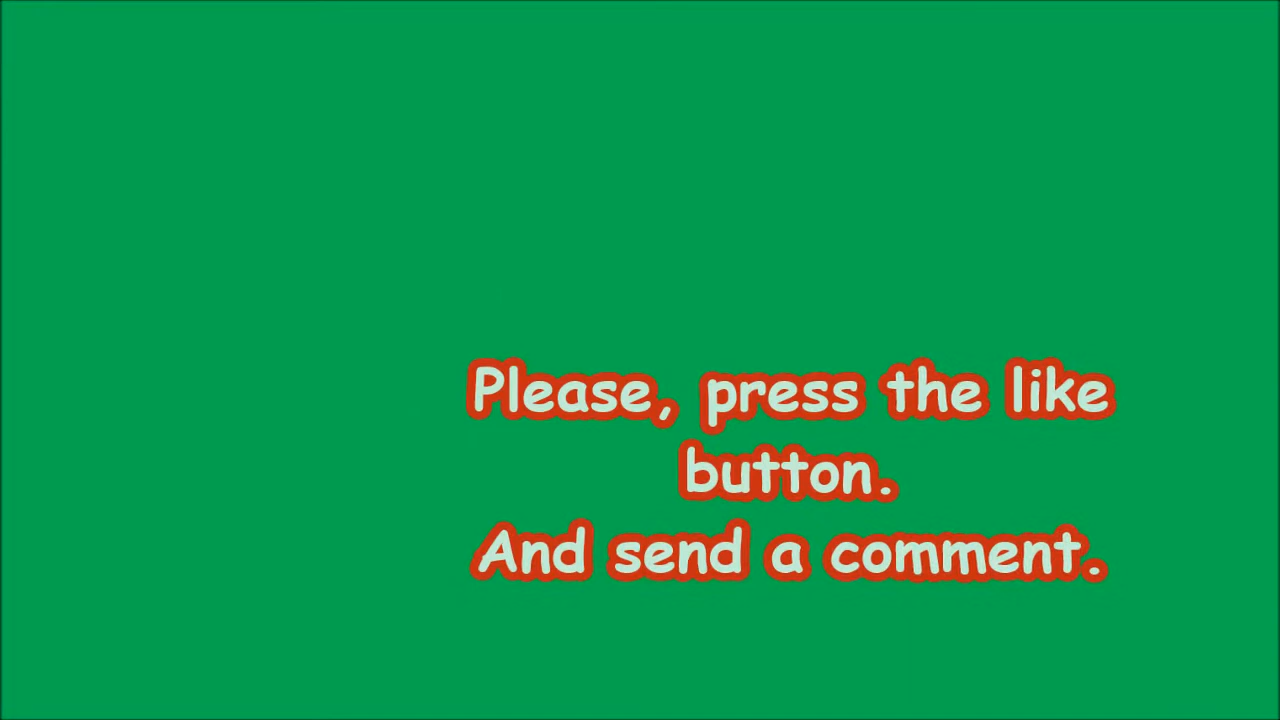 Please, press the like
button.
And send a comment.